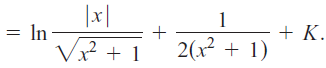 = ln |x| / √(x² + 1) + 1 / 2(x² + 1) + K.